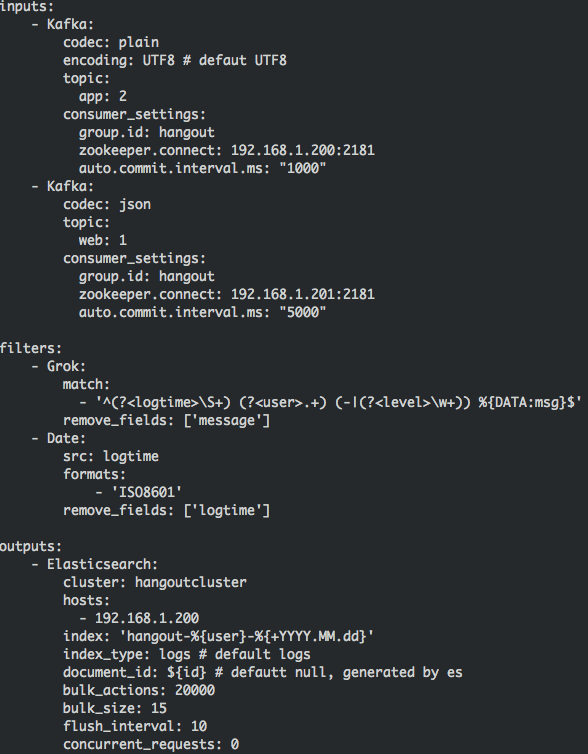 inputs:
    - Kafka:
        codec: plain
        encoding: UTF8 # defaut UTF8
        topic:
          app: 2
        consumer_settings:
          group.id: hangout
          zookeeper.connect: 192.168.1.200:2181
          auto.commit.interval.ms: "1000"
    - Kafka:
        codec: json
        topic:
          web: 1
        consumer_settings:
          group.id: hangout
          zookeeper.connect: 192.168.1.201:2181
          auto.commit.interval.ms: "5000"

filters:
    - Grok:
        match:
          - '^(?<logtime>\S+) (?<user>.+) (-|(?<level>\w+)) %{DATA:msg}$'
        remove_fields: ['message']
    - Date:
        src: logtime
        formats:
            - 'ISO8601'
        remove_fields: ['logtime']

outputs:
    - Elasticsearch:
        cluster: hangoutcluster
        hosts:
          - 192.168.1.200
        index: 'hangout-%{user}-%{+YYYY.MM.dd}'
        index_type: logs # default logs
        document_id: ${id} # defautt null, generated by es
        bulk_actions: 20000
        bulk_size: 15
        flush_interval: 10
        concurrent_requests: 0